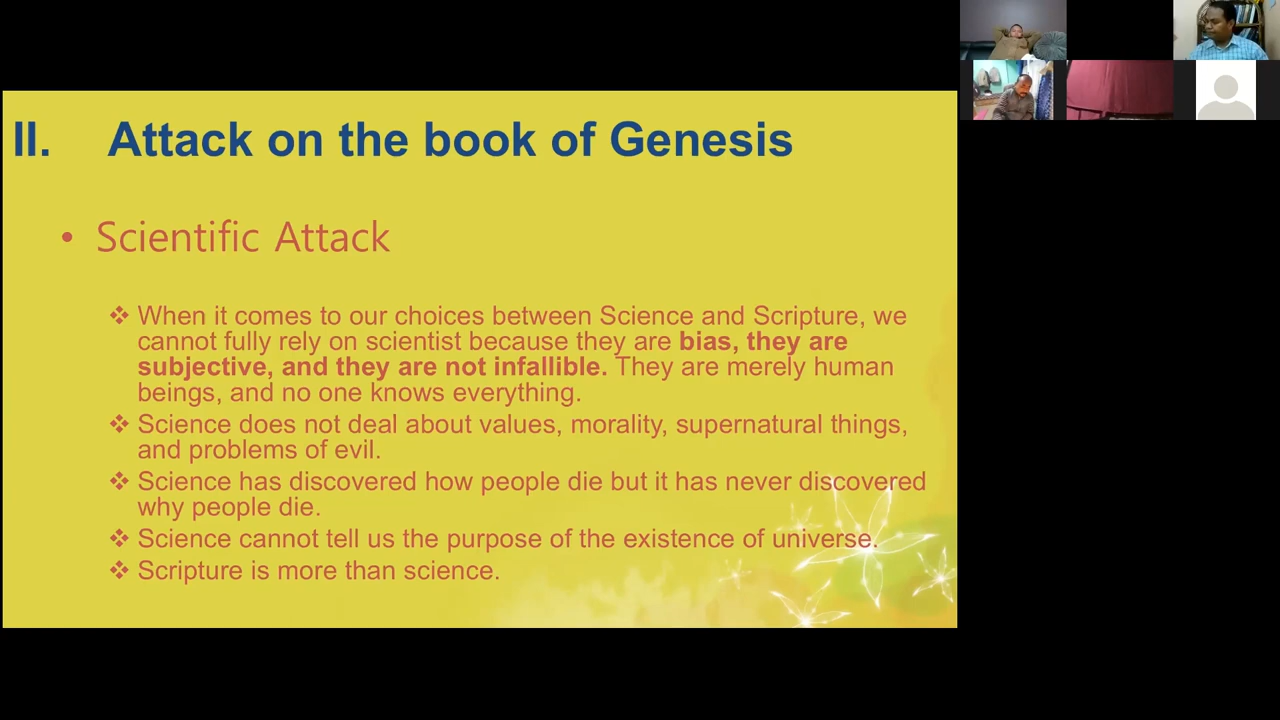 II. Attack on the book of Genesis
• Scientific Attack
❖ When it comes to our choices between Science and Scripture, we
cannot fully rely on scientist because they are bias, they are
subjective, and they are not infallible. They are merely human
beings, and no one knows everything.
❖ Science does not deal about values, morality, supernatural things,
and problems of evil.
❖ Science has discovered how people die but it has never discovered
why people die.
❖ Science cannot tell us the purpose of the existence of universe.
❖ Scripture is more than science.